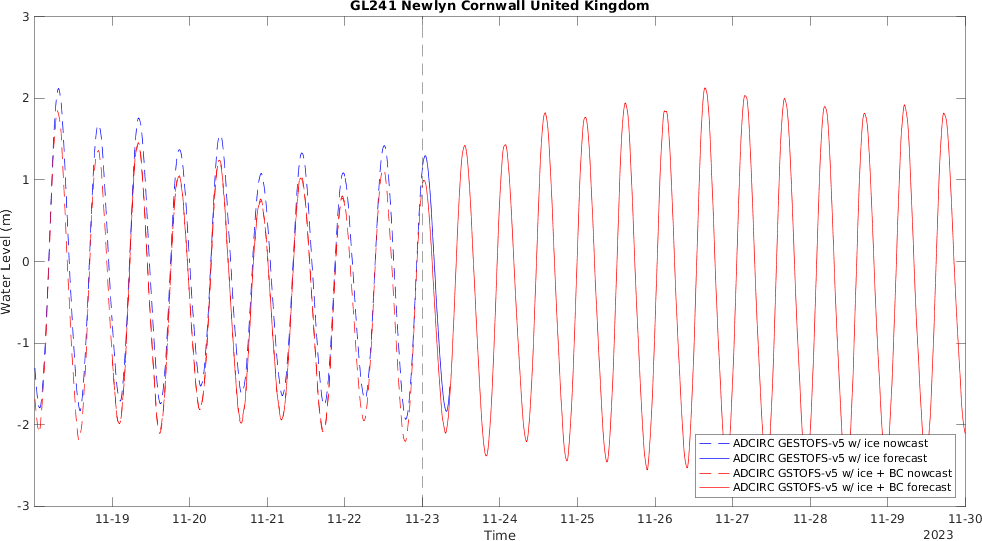 GL241 Newlyn Cornwall United Kingdom
3
2
1
0
-1
-2
-3
Water Level (m)
11-19 11-20 11-21 11-22 11-23 11-24 11-25 11-26 11-27 11-28 11-29 11-30
Time
2023
ADCIRC GESTOFS-v5 w/ ice nowcast
ADCIRC GESTOFS-v5 w/ ice forecast
ADCIRC GSTOFS-v5 w/ ice + BC nowcast
ADCIRC GSTOFS-v5 w/ ice + BC forecast